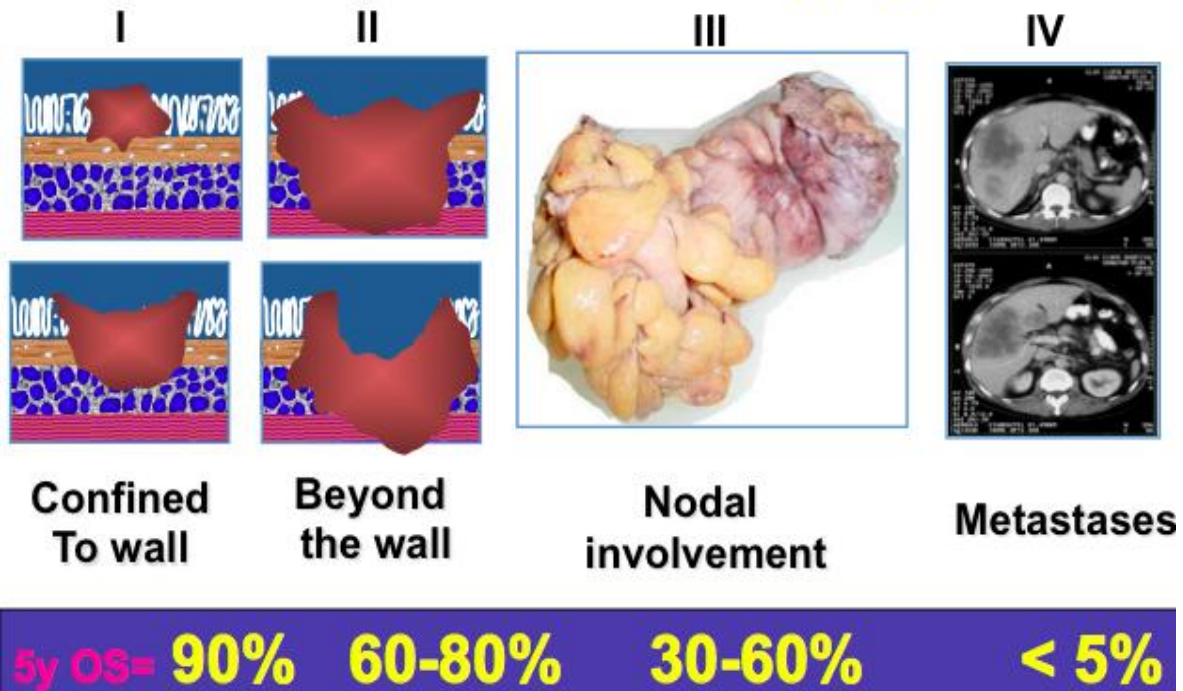 I II III IV
Confined
To wall
Beyond
the wall
Nodal
involvement
Metastases
5y OS= 90% 60-80% 30-60% < 5%